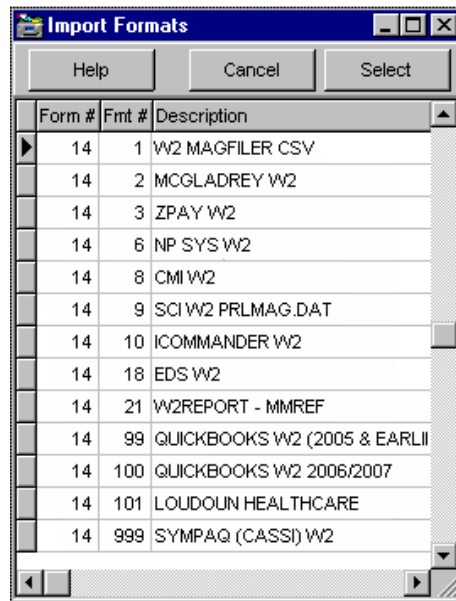 Import Formats
Help Cancel Select
Form # Fmt # Description
14 1 W2 MAGFILER CSV
14 2 MCGLADREY W2
14 3 ZPAY W2
14 6 NP SYS W2
14 8 CMI W2
14 9 SCI W2 PRLMAG.DAT
14 10 ICOMMANDER W2
14 18 EDS W2
14 21 W2REPORT - MMREF
14 99 QUICKBOOKS W2 (2005 &
14 100 QUICKBOOKS W2 2006/2007
14 101 LOUDOUN HEALTHCARE
14 999 SYMPAQ (CASSI) W2